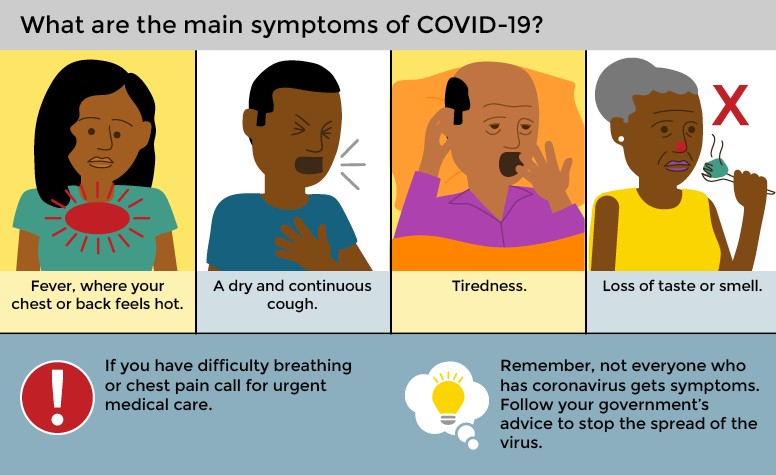 What are the main symptoms of COVID-19?
Fever, where your
chest or back feels hot.
A dry and continuous
cough.
Tiredness.
Loss of taste or smell.
If you have difficulty breathing
or chest pain call for urgent
medical care.
Remember, not everyone who
has coronavirus gets symptoms.
Follow your government's
advice to stop the spread of the
virus.